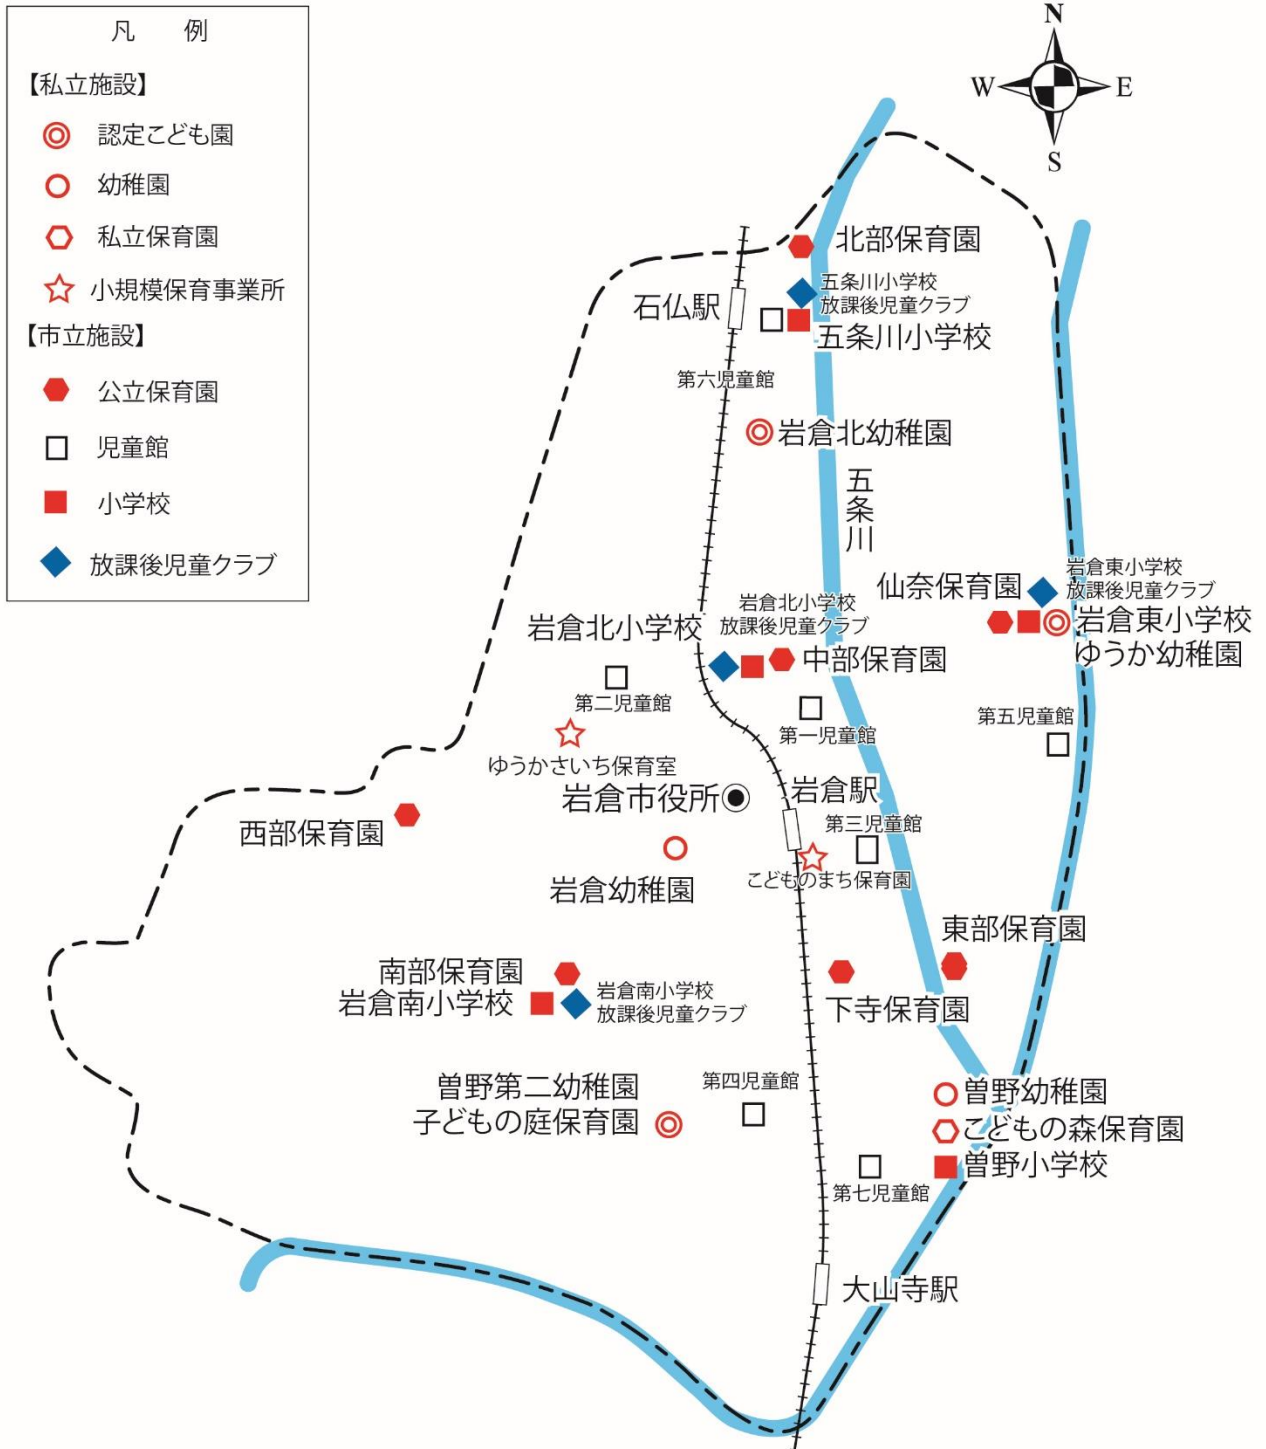 凡 例
【私立施設】
認定こども園
幼稚園
私立保育園
小規模保育事業所
【市立施設】
公立保育園
児童館
小学校
放課後児童クラブ
N
W
E
S
北部保育園
五条川小学校
放課後児童クラブ
石仏駅
五条川小学校
第六児童館
岩倉北幼稚園
五条川
仙奈保育園
岩倉東小学校
放課後児童クラブ
岩倉東小学校
ゆうか幼稚園
岩倉北小学校
岩倉北小学校
放課後児童クラブ
中部保育園
第二児童館
第一児童館
第五児童館
ゆうかさいち保育室
岩倉市役所
岩倉駅
西部保育園
第三児童館
こどものまち保育園
岩倉幼稚園
東部保育園
南部保育園
岩倉南小学校
岩倉南小学校
放課後児童クラブ
下寺保育園
曽野第二幼稚園
子どもの庭保育園
第四児童館
曽野幼稚園
こどもの森保育園
曽野小学校
第七児童館
大山寺駅